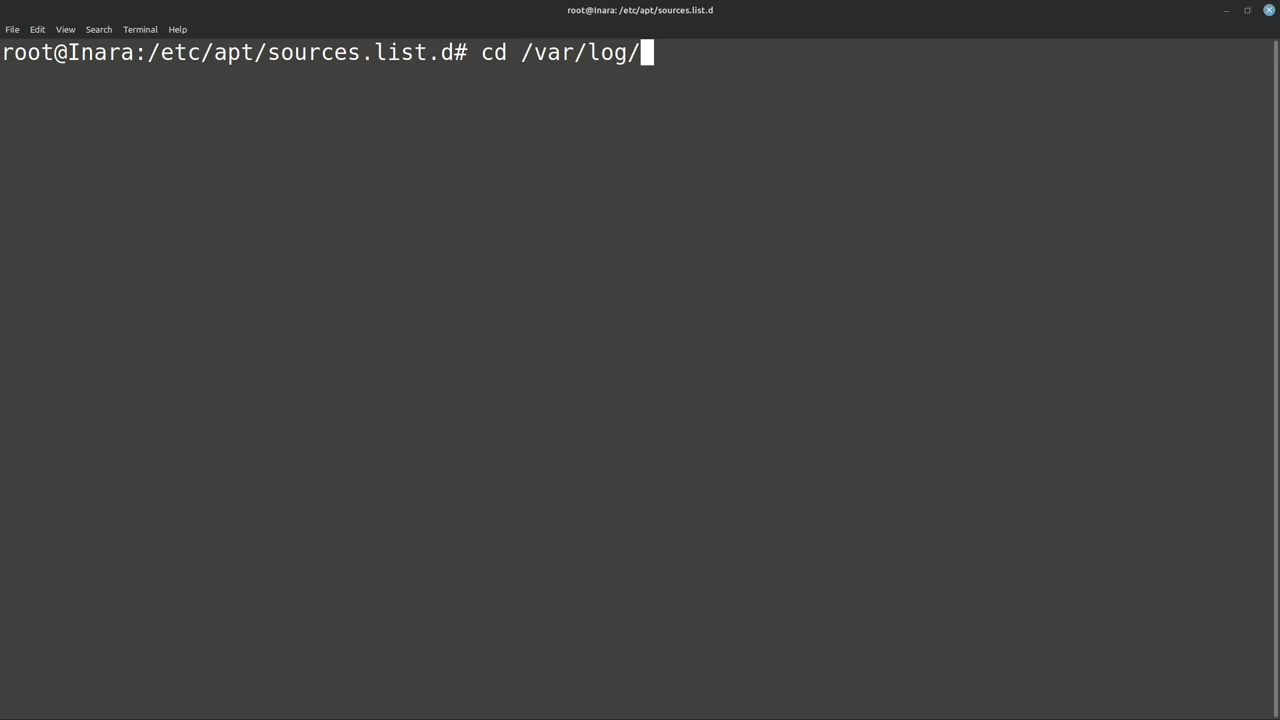 root@Inara: /etc/apt/sources.list.d
File Edit View Search Terminal Help
root@Inara:/etc/apt/sources.list.d# cd /var/log/